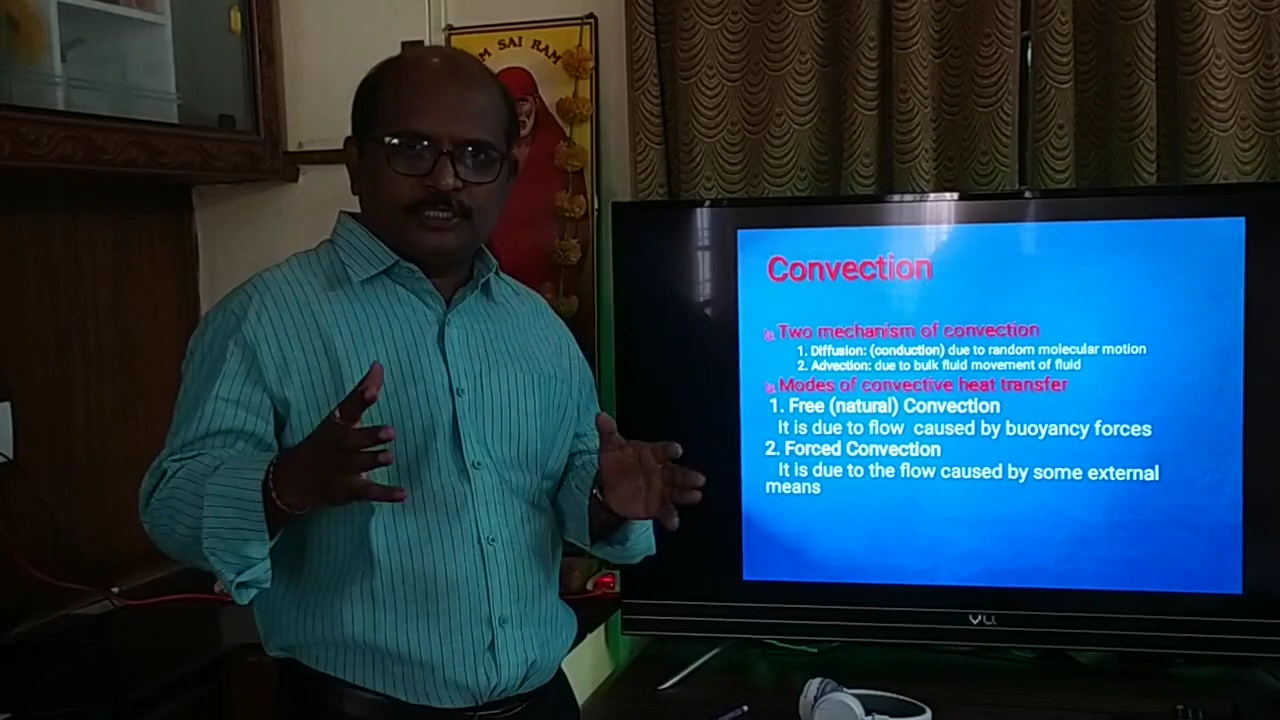 M SAI RAM
Convection
Two mechanism of convection
1. Diffusion: (conduction) due to random molecular motion
2. Advection: due to bulk fluid movement of fluid
Modes of convective heat transfer
1. Free (natural) Convection
It is due to flow caused by buoyancy forces
2. Forced Convection
It is due to the flow caused by some external
means
vu